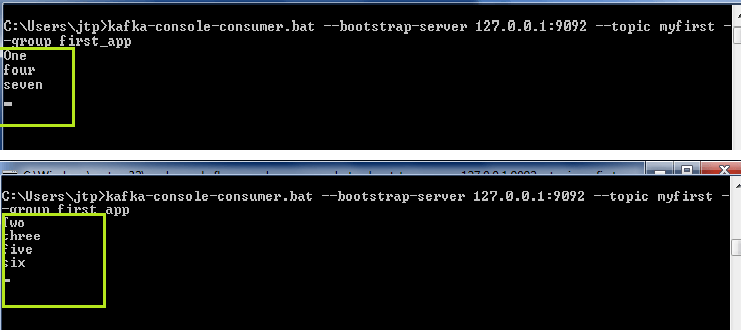 C:\Users\jtp>kafka-console-consumer.bat --bootstrap-server 127.0.0.1:9092 --topic myfirst -
-group first_app
One
four
seven
C:\Users\jtp>kafka-console-consumer.bat --bootstrap-server 127.0.0.1:9092 --topic myfirst -
-group first_app
Two
three
five
six